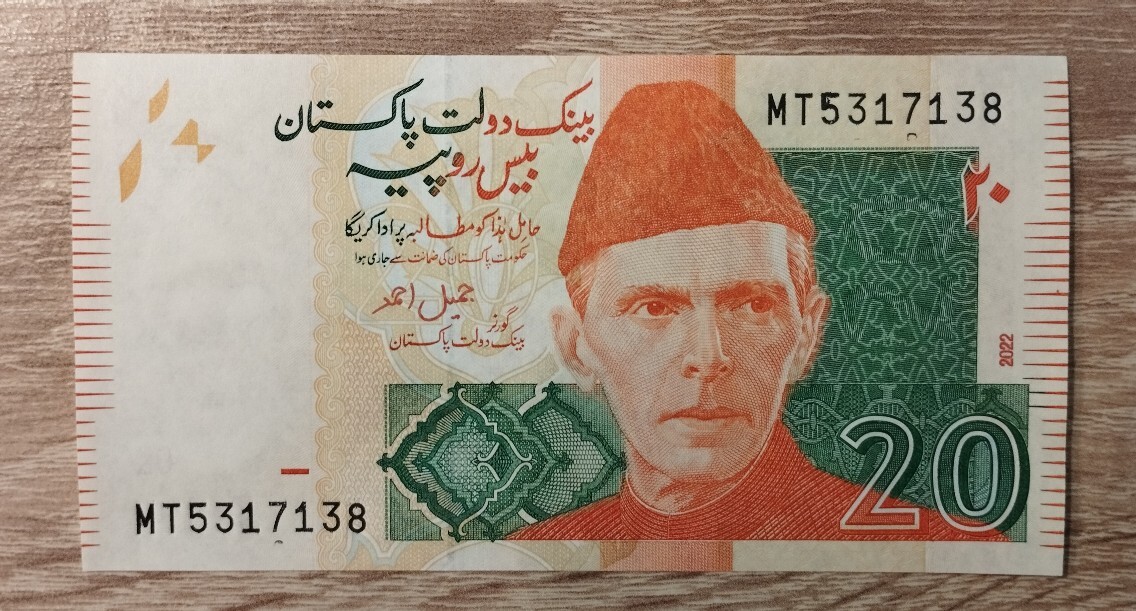 بینک دولت پاکستان
MT5317138
بیس روپیہ
۲۰
حامل ہٰذا کو مطالبہ پر ادا کریگا
حکومت پاکستان کی ضمانت سے جاری ہوا
جمیل احمد
گورنر
بینک دولت پاکستان
2022
20
MT5317138